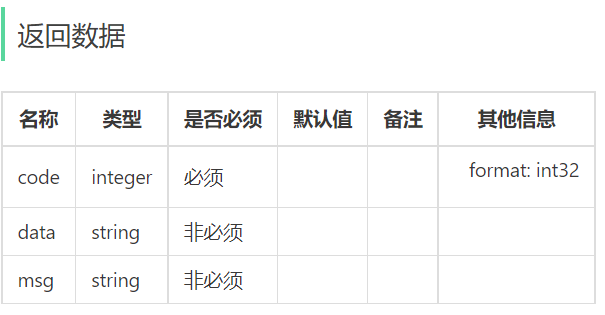 返回数据
名称 类型 是否必须 默认值 备注 其他信息
code integer 必须 format: int32
data string 非必须
msg string 非必须